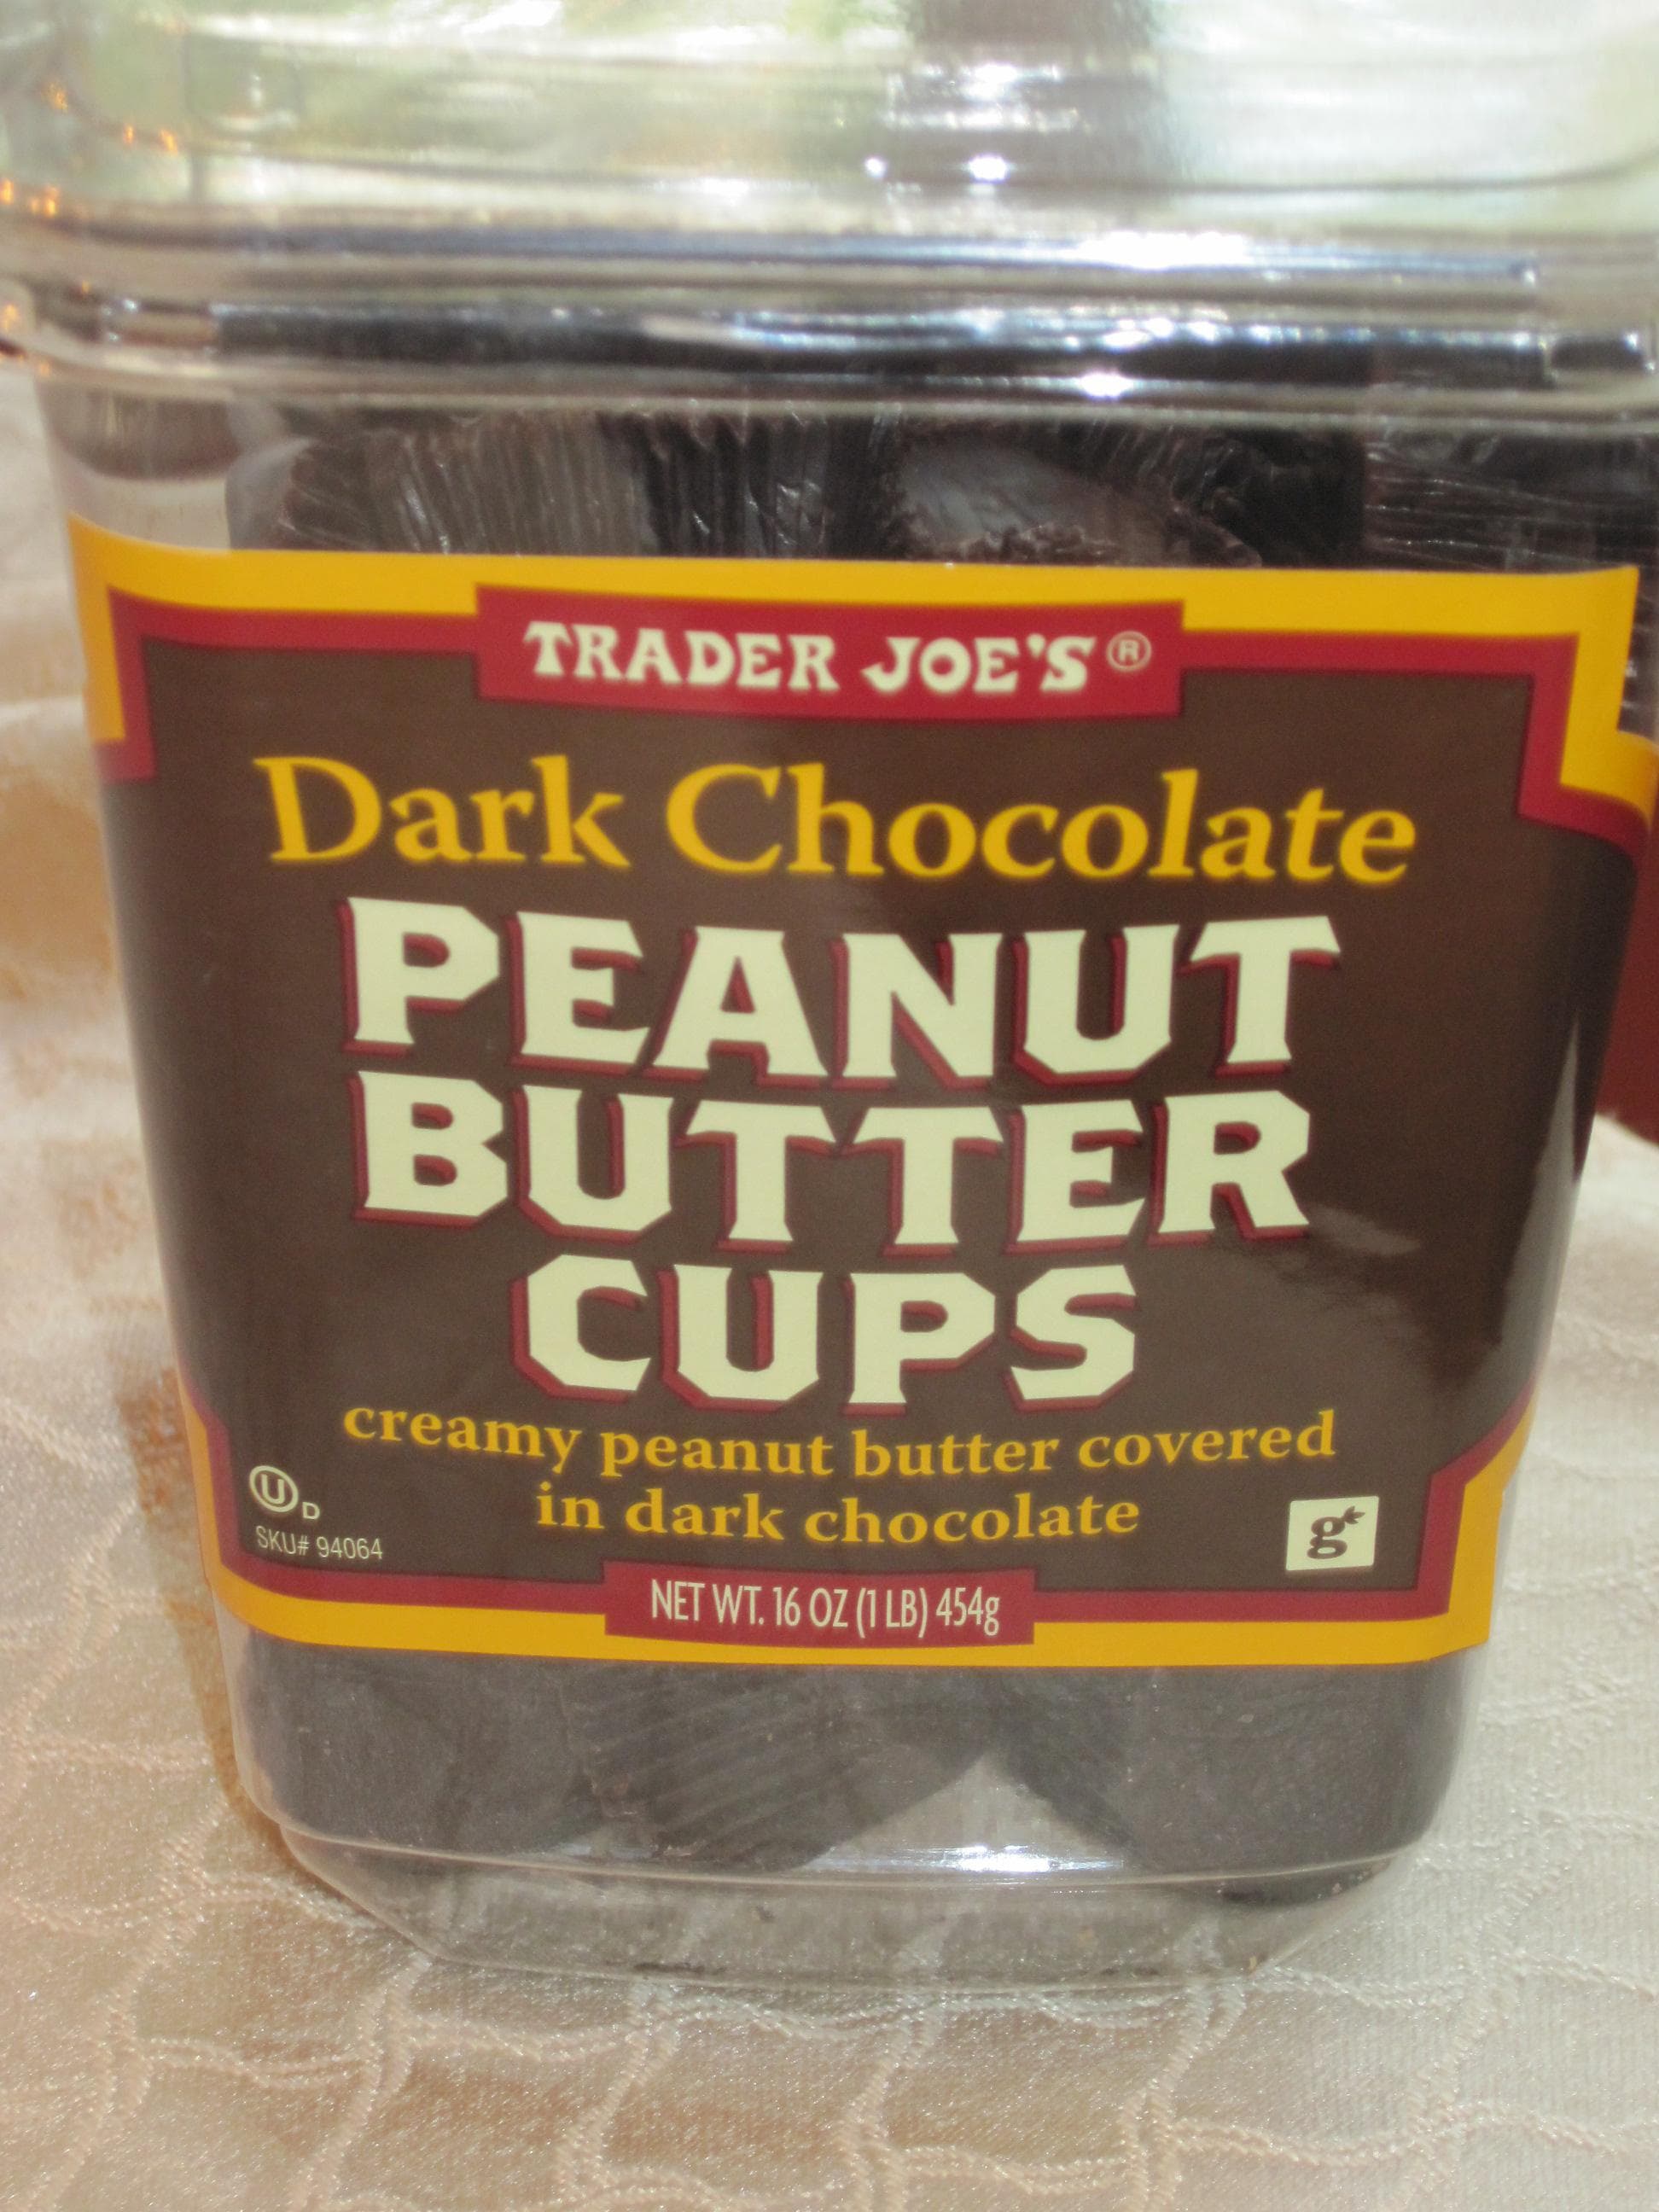 TRADER JOE'S®
Dark Chocolate
PEANUT
BUTTER
CUPS
creamy peanut butter covered
in dark chocolate
U D
SKU# 94064
g
NET WT. 16 OZ (1 LB) 454g